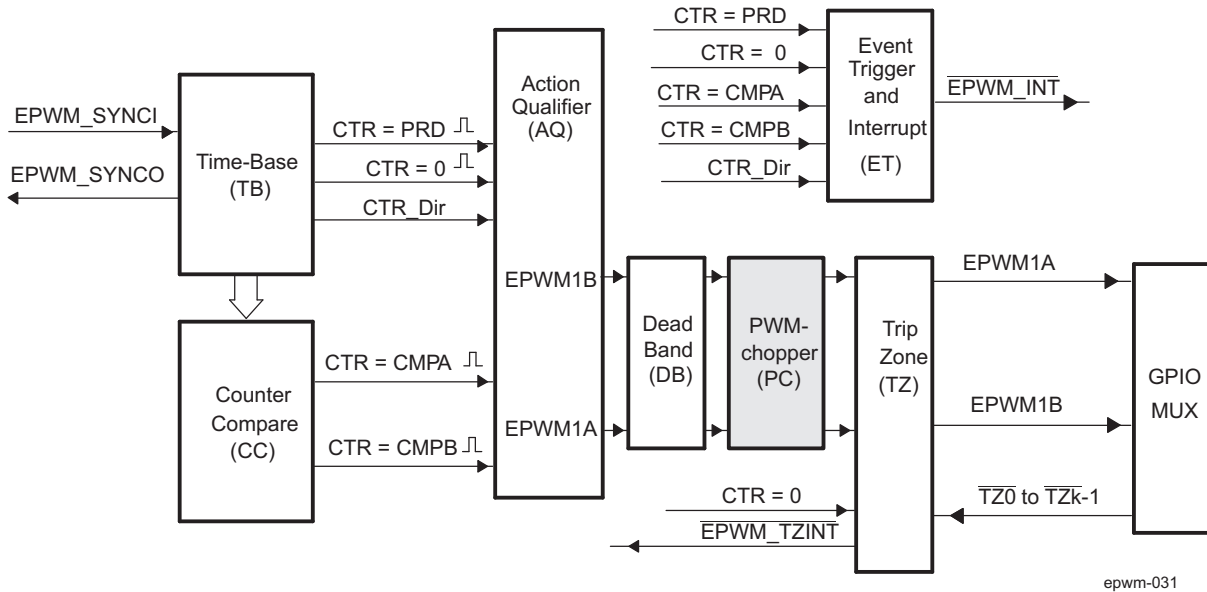 EPWM_SYNCI
EPWM_SYNCO
Time-Base
(TB)
CTR = PRD
CTR = 0
CTR_Dir
Counter
Compare
(CC)
CTR = CMPA
CTR = CMPB
Action
Qualifier
(AQ)
EPWM1B
EPWM1A
CTR = PRD
CTR = 0
CTR = CMPA
CTR = CMPB
CTR_Dir
Event
Trigger
and
Interrupt
(ET)
EPWM_INT
Dead
Band
(DB)
PWM-
chopper
(PC)
Trip
Zone
(TZ)
CTR = 0
EPWM_TZINT
EPWM1A
EPWM1B
TZ0 to TZk-1
GPIO
MUX
epwm-031